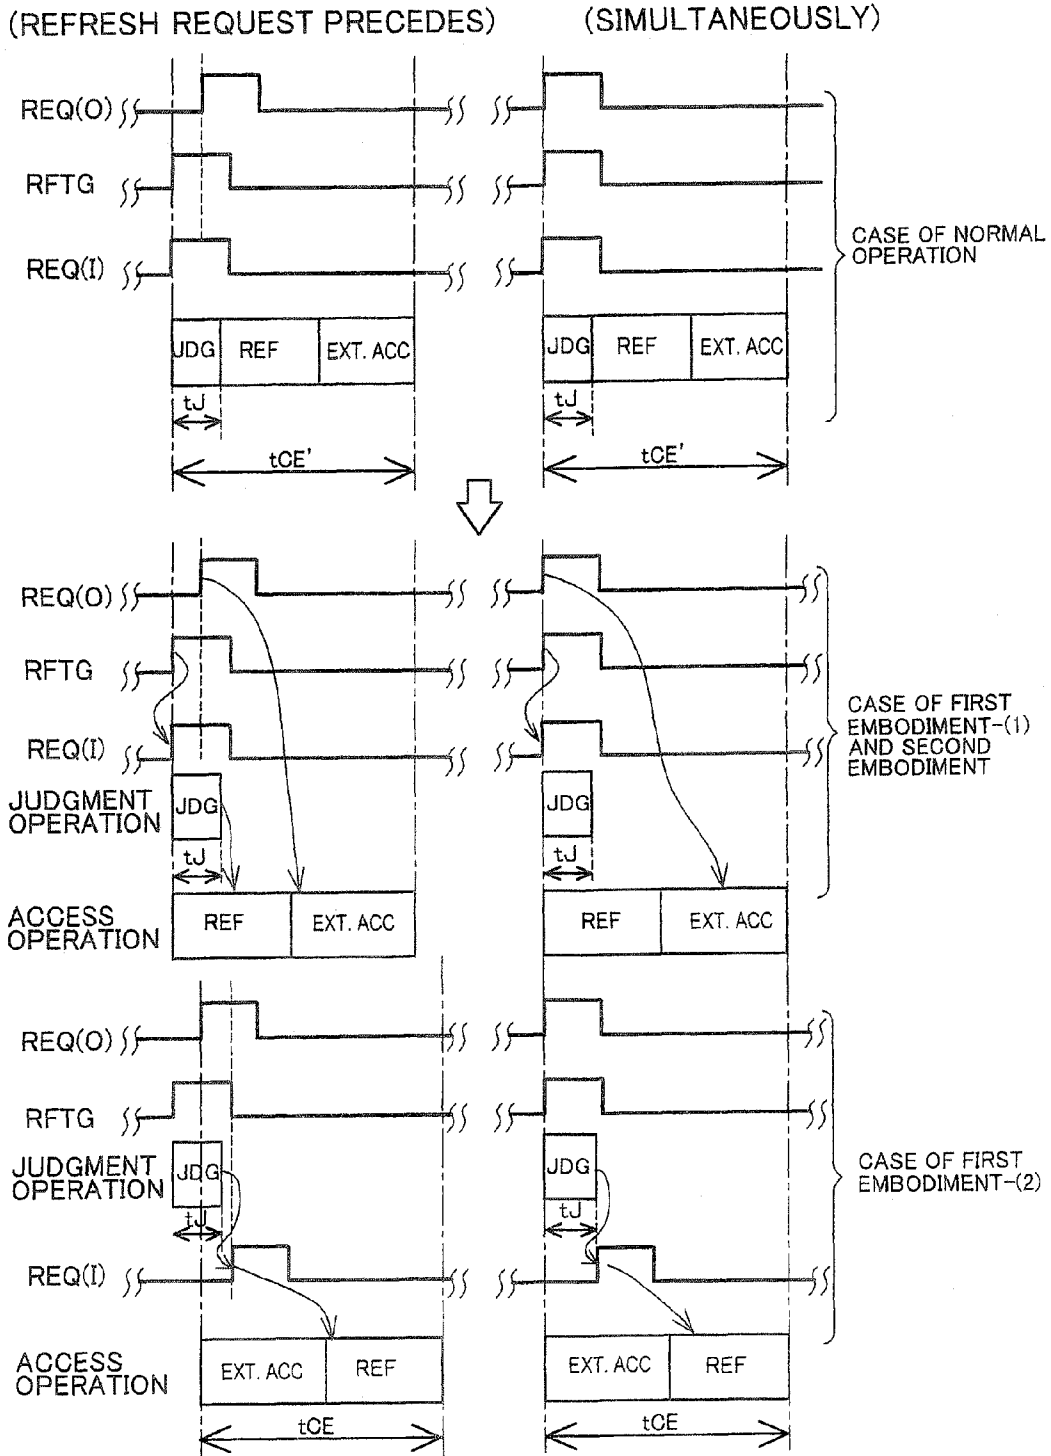 (REFRESH REQUEST PRECEDES)
(SIMULTANEOUSLY)
REQ(O)
RFTG
REQ(I)
JDG REF EXT. ACC
JDG REF EXT. ACC
tJ
tJ
tCE'
tCE'
CASE OF NORMAL
OPERATION
REQ(O)
RFTG
REQ(I)
JUDGMENT
OPERATION
JDG
JDG
tJ
tJ
ACCESS
OPERATION
REF EXT. ACC
REF EXT. ACC
CASE OF FIRST
EMBODIMENT-(1)
AND SECOND
EMBODIMENT
REQ(O)
RFTG
JUDGMENT
OPERATION
JDG
JDG
tJ
tJ
REQ(I)
ACCESS
OPERATION
EXT. ACC REF
EXT. ACC REF
tCE
tCE
CASE OF FIRST
EMBODIMENT-(2)